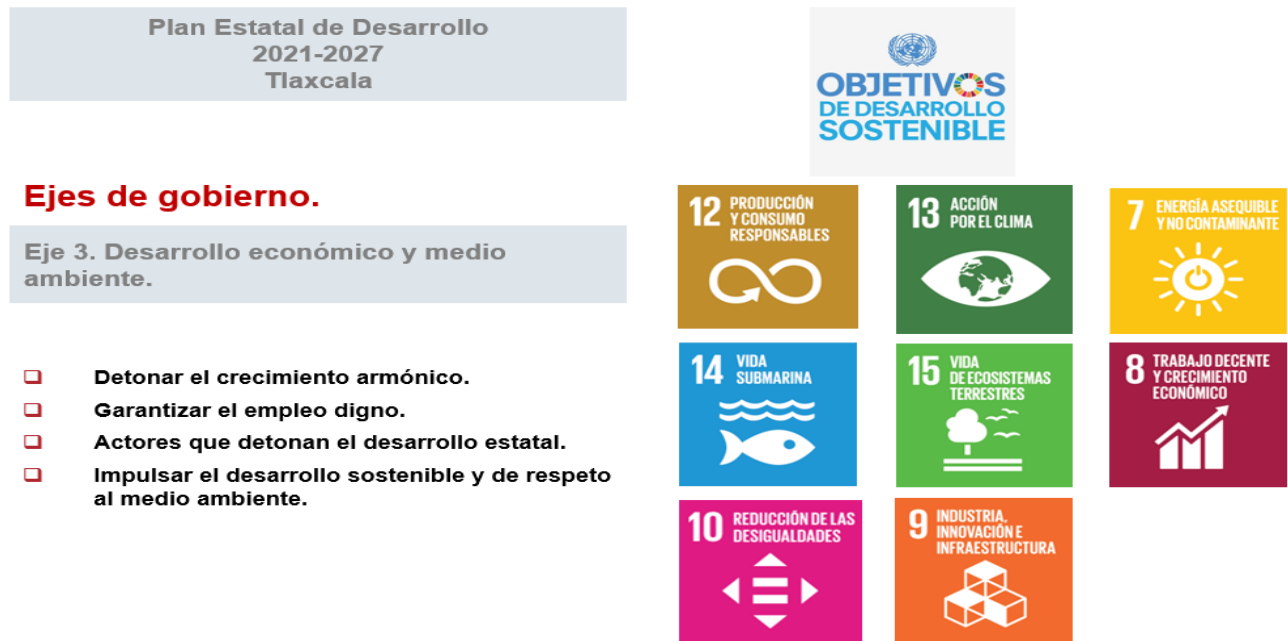 Plan Estatal de Desarrollo
2021-2027
Tlaxcala
Ejes de gobierno.
Eje 3. Desarrollo económico y medio
ambiente.
Detonar el crecimiento armónico.
Garantizar el empleo digno.
Actores que detonan el desarrollo estatal.
Impulsar el desarrollo sostenible y de respeto
al medio ambiente.
OBJETIVOS
DE DESARROLLO
SOSTENIBLE
12 PRODUCCIÓN
Y CONSUMO
RESPONSABLES
13 ACCIÓN
POR EL CLIMA
7 ENERGÍA ASEQUIBLE
Y NO CONTAMINANTE
14 VIDA
SUBMARINA
15 VIDA
DE ECOSISTEMAS
TERRESTRES
8 TRABAJO DECENTE
Y CRECIMIENTO
ECONÓMICO
10 REDUCCIÓN DE LAS
DESIGUALDADES
9 INDUSTRIA,
INNOVACIÓN E
INFRAESTRUCTURA